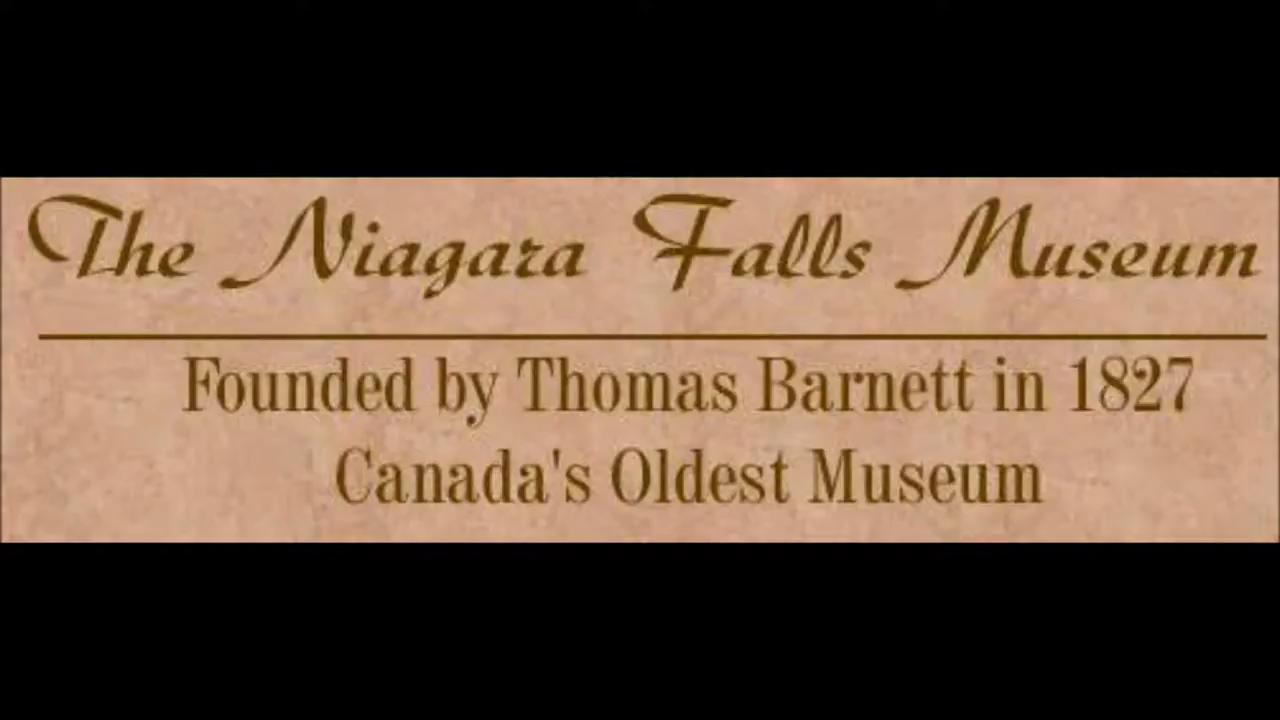 The Niagara Falls Museum
Founded by Thomas Barnett in 1827
Canada's Oldest Museum